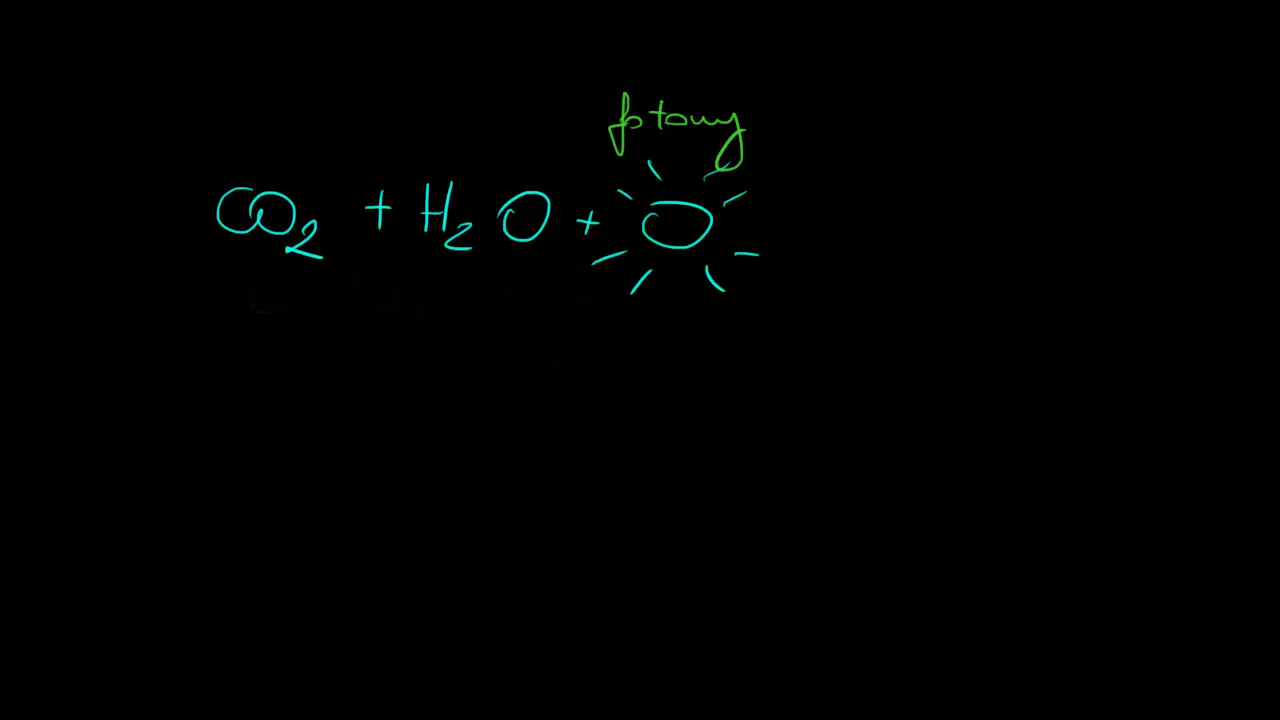 fotony
CO₂ + H₂O +